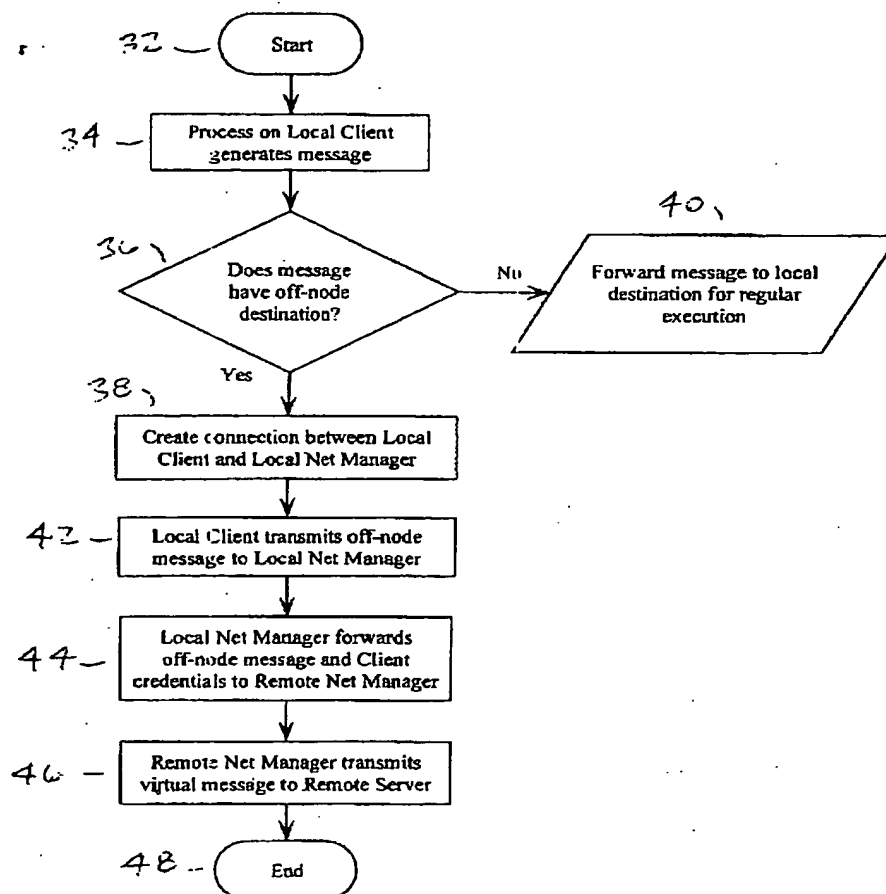 32
Start
34
Process on Local Client
generates message
36
Does message
have off-node
destination?
No
40
Forward message to local
destination for regular
execution
Yes
38
Create connection between Local
Client and Local Net Manager
42
Local Client transmits off-node
message to Local Net Manager
44
Local Net Manager forwards
off-node message and Client
credentials to Remote Net Manager
46
Remote Net Manager transmits
virtual message to Remote Server
48
End